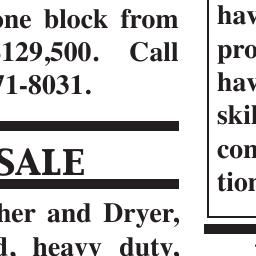 one block from
129,500. Call
71-8031.
SALE
her and Dryer,
d, heavy duty,
hav
pro
hav
skil
con
tion